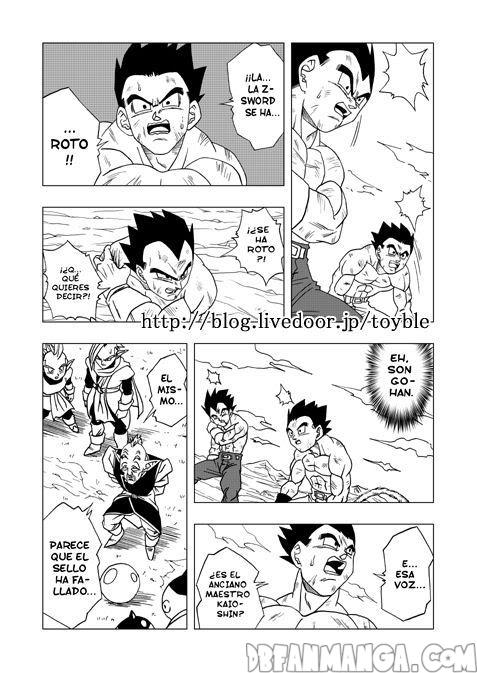 ¡¡LA...
LA Z-
SWORD
SE HA...
...
ROTO
!!
¡¿SE
HA
ROTO ?!
¡¿Q..
QUÉ
QUIERES
DECIR?!
http://blog.livedoor.jp/toyble
EH,
SON
GO-
HAN.
EL
MISMO...
PARECE
QUE EL
SELLO
HA FA-
LLADO...
E...
ESA
VOZ...
¿ES EL
ANCIANO
MAESTRO
KAIO-
SHIN?
DBFANMANGA.COM